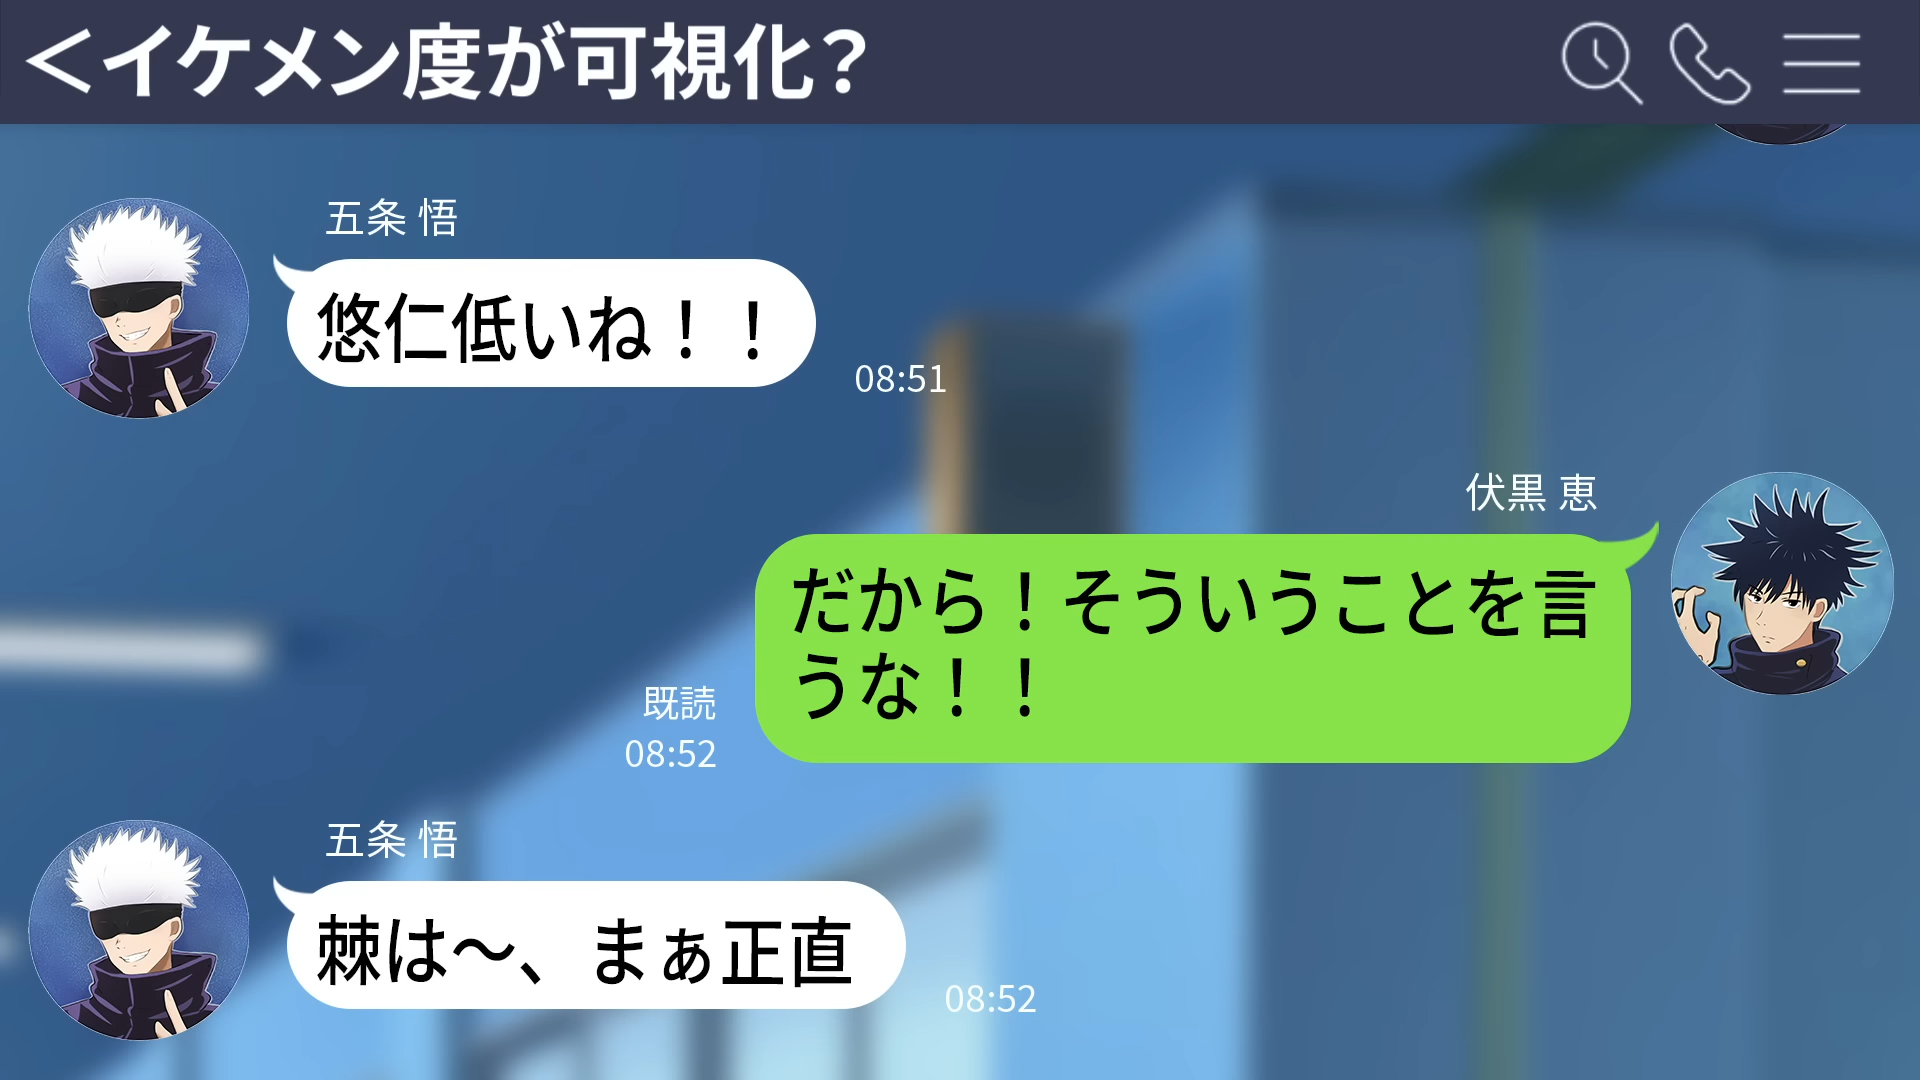 ＜イケメン度が可視化？
五条 悟
悠仁低いね！！
08:51
伏黒 恵
だから！そういうことを言
うな！！
既読
08:52
五条 悟
棘は～、まぁ正直
08:52